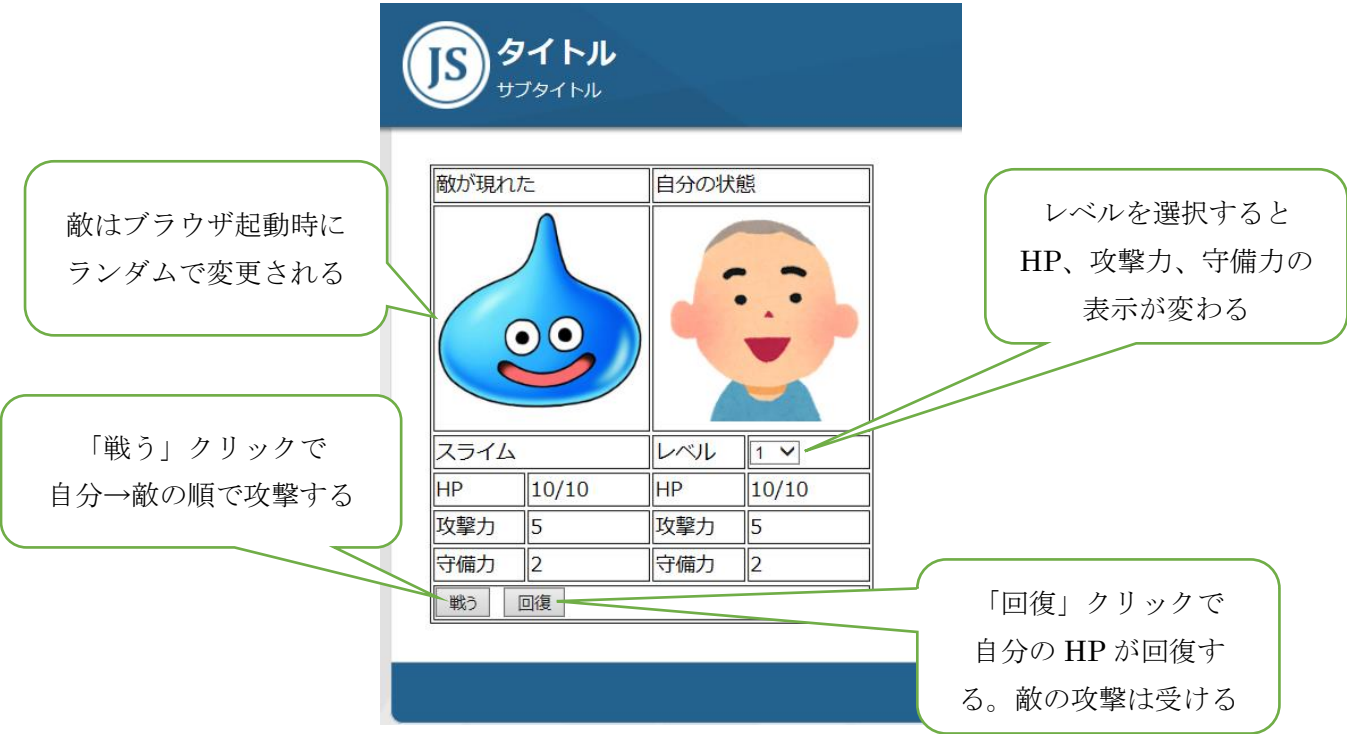 JS
タイトル
サブタイトル
敵はブラウザ起動時に
ランダムで変更される
敵が現れた
自分の状態
レベルを選択すると
HP、攻撃力、守備力の
表示が変わる
「戦う」クリックで
自分→敵の順で攻撃する
スライム レベル 1
HP 10/10 HP 10/10
攻撃力 5 攻撃力 5
守備力 2 守備力 2
戦う 回復
「回復」クリックで
自分の HP が回復す
る。敵の攻撃は受ける